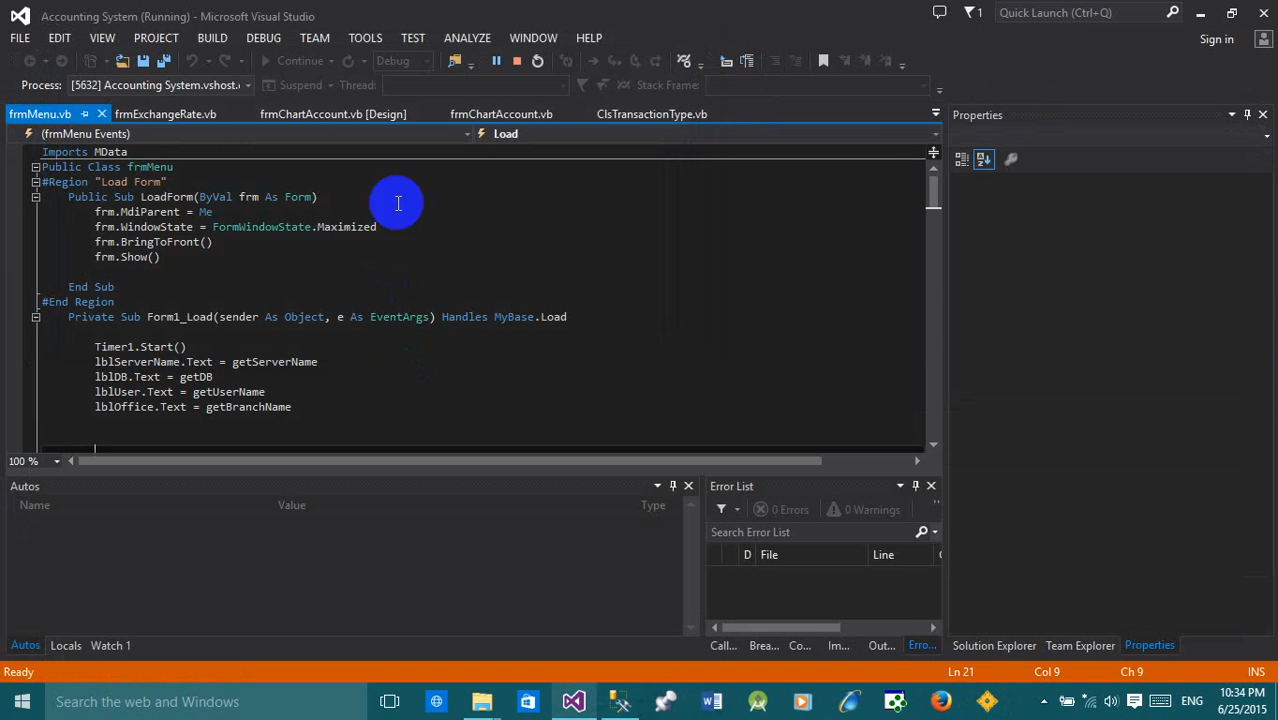 Accounting System (Running) - Microsoft Visual Studio
1
Quick Launch (Ctrl+Q)
FILE EDIT VIEW PROJECT BUILD DEBUG TEAM TOOLS TEST ANALYZE WINDOW HELP
Sign in
Continue
Debug
Process: [5632] Accounting System.vshost.
Suspend
Thread:
Stack Frame:
frmMenu.vb
frmExchangeRate.vb
frmChartAccount.vb [Design]
frmChartAccount.vb
ClsTransactionType.vb
Properties
(frmMenu Events)
Load
Imports MData
Public Class frmMenu
#Region "Load Form"
Public Sub LoadForm(ByVal frm As Form)
frm.MdiParent = Me
frm.WindowState = FormWindowState.Maximized
frm.BringToFront()
frm.Show()
End Sub
#End Region
Private Sub Form1_Load(sender As Object, e As EventArgs) Handles MyBase.Load
Timer1.Start()
lblServerName.Text = getServerName
lblDB.Text = getDB
lblUser.Text = getUserName
lblOffice.Text = getBranchName
100 %
Autos
Name Value Type
Error List
0 Errors
0 Warnings
Search Error List
D File Line C
Autos Locals Watch 1
Call... Brea... Co... Im... Out... Erro...
Solution Explorer Team Explorer Properties
Ready
Ln 21 Col 9 Ch 9 INS
Search the web and Windows
ENG
10:34 PM
6/25/2015